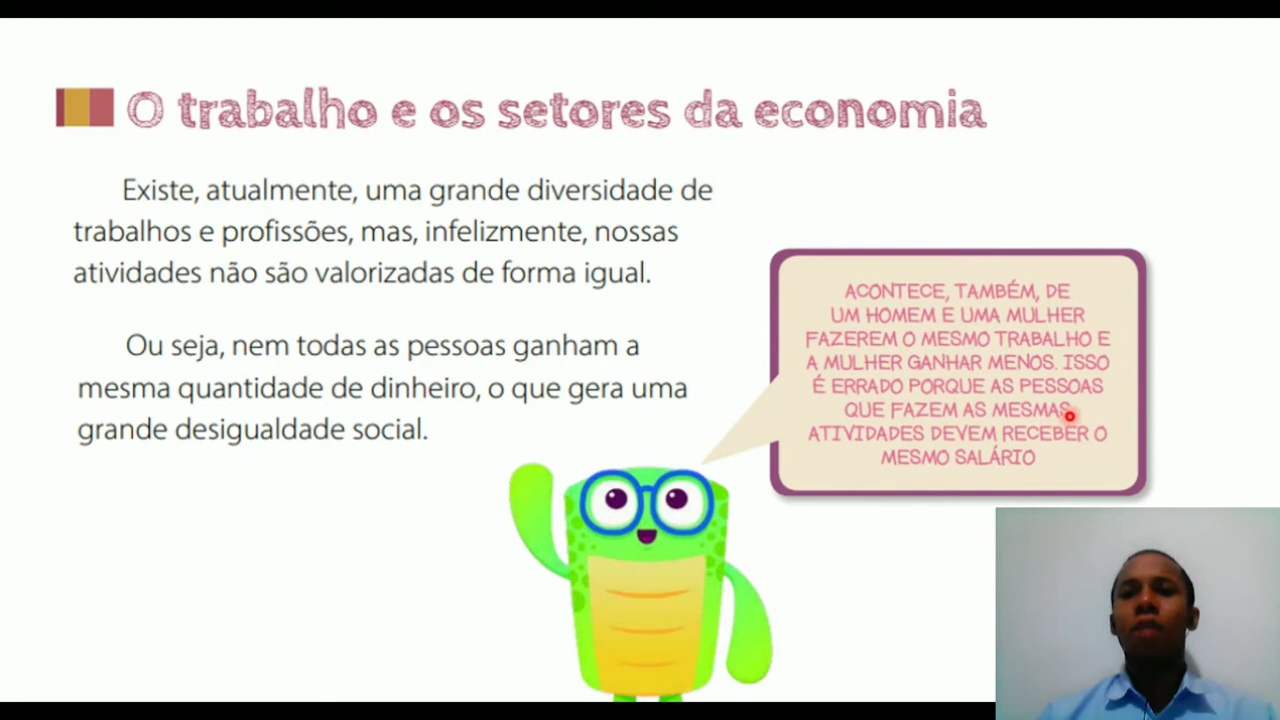 O trabalho e os setores da economia
Existe, atualmente, uma grande diversidade de
trabalhos e profissões, mas, infelizmente, nossas
atividades não são valorizadas de forma igual.
Ou seja, nem todas as pessoas ganham a
mesma quantidade de dinheiro, o que gera uma
grande desigualdade social.
ACONTECE, TAMBÉM, DE
UM HOMEM E UMA MULHER
FAZEREM O MESMO TRABALHO E
A MULHER GANHAR MENOS. ISSO
É ERRADO PORQUE AS PESSOAS
QUE FAZEM AS MESMAS
ATIVIDADES DEVEM RECEBER O
MESMO SALÁRIO